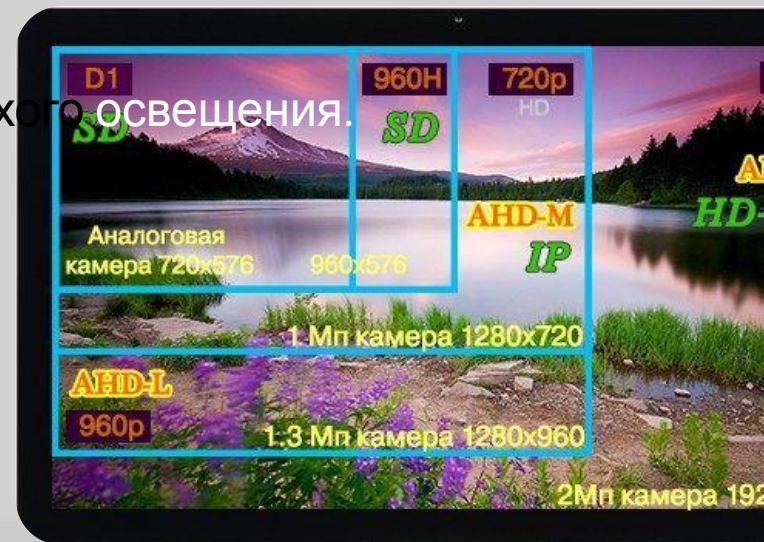 D1
960H
720p
HD
освещения.
SD
SD
AHD-M
HD-
IP
Аналоговая
камера 720x576
960x576
1 Мп камера 1280x720
AHD-L
960p
1.3 Мп камера 1280x960
2Мп камера 192